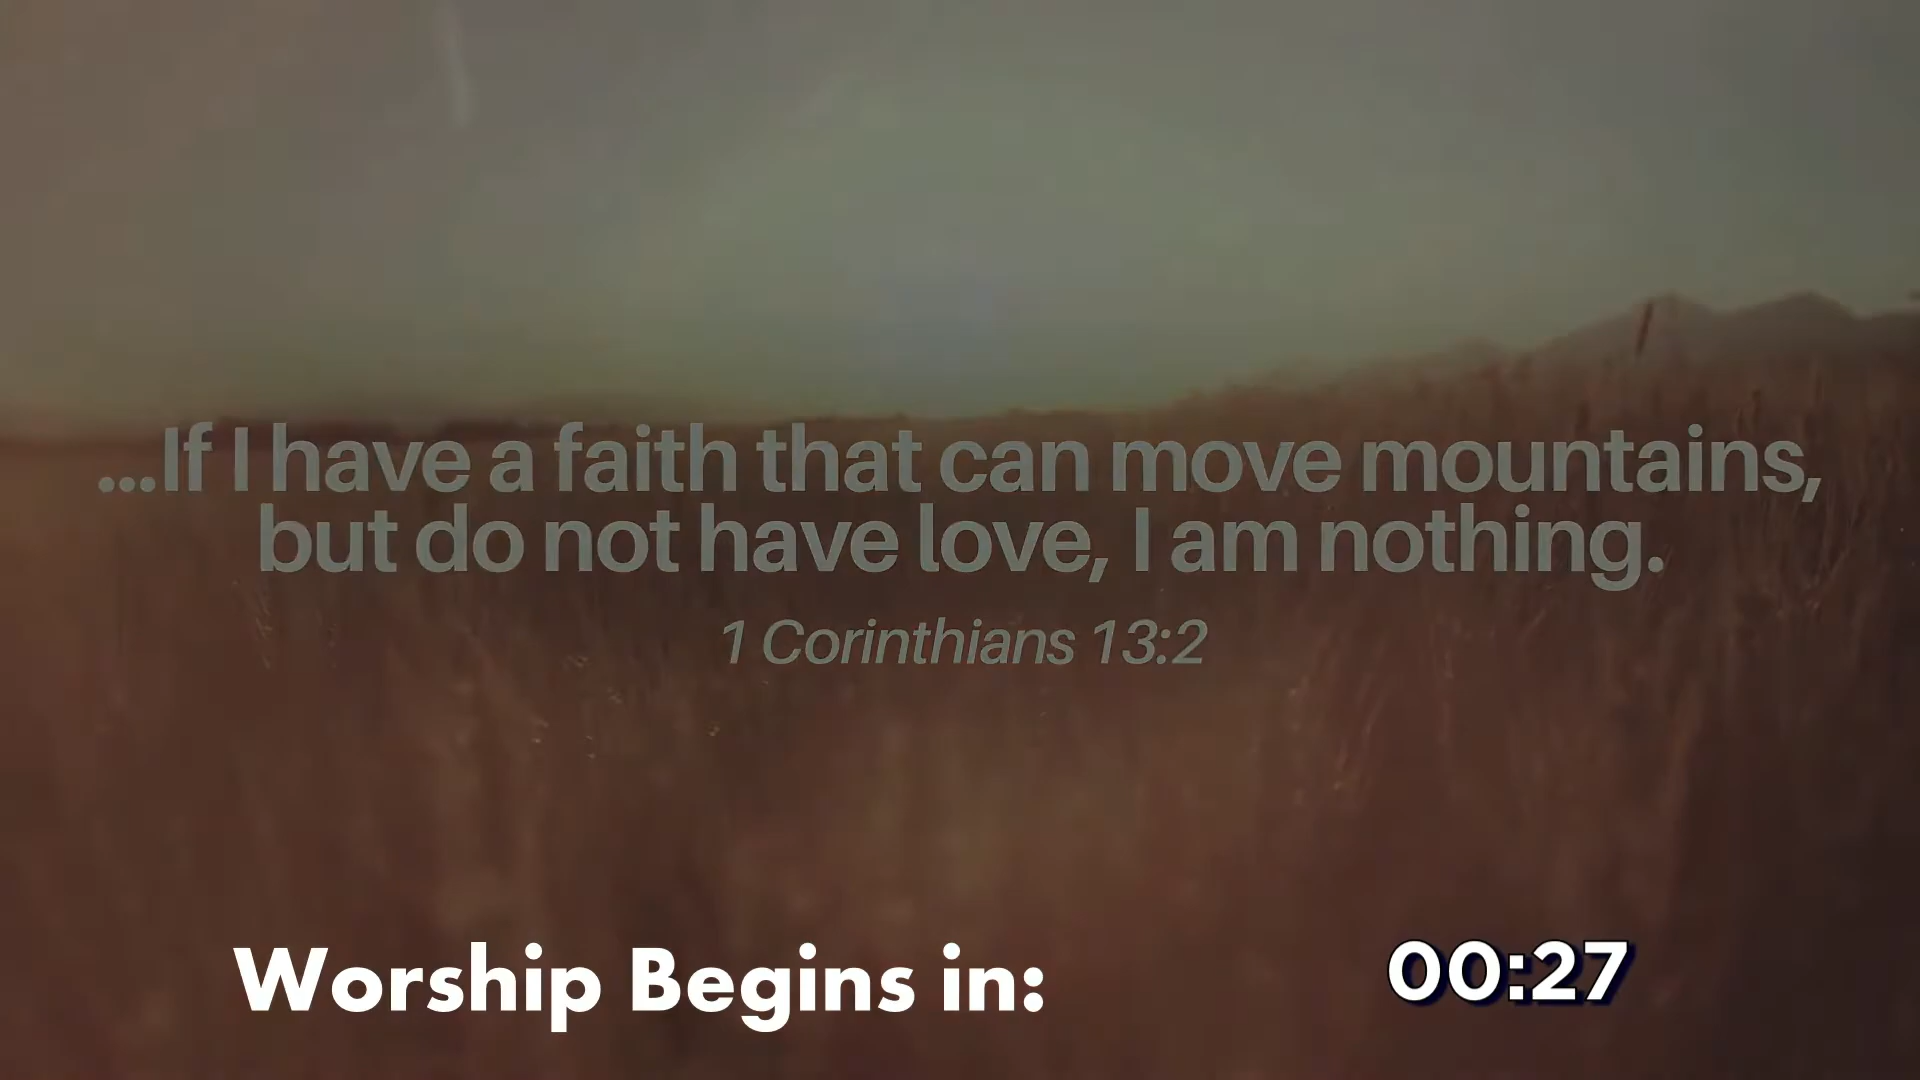 ...If I have a faith that can move mountains,
but do not have love, I am nothing.
1 Corinthians 13:2
Worship Begins in:
00:27